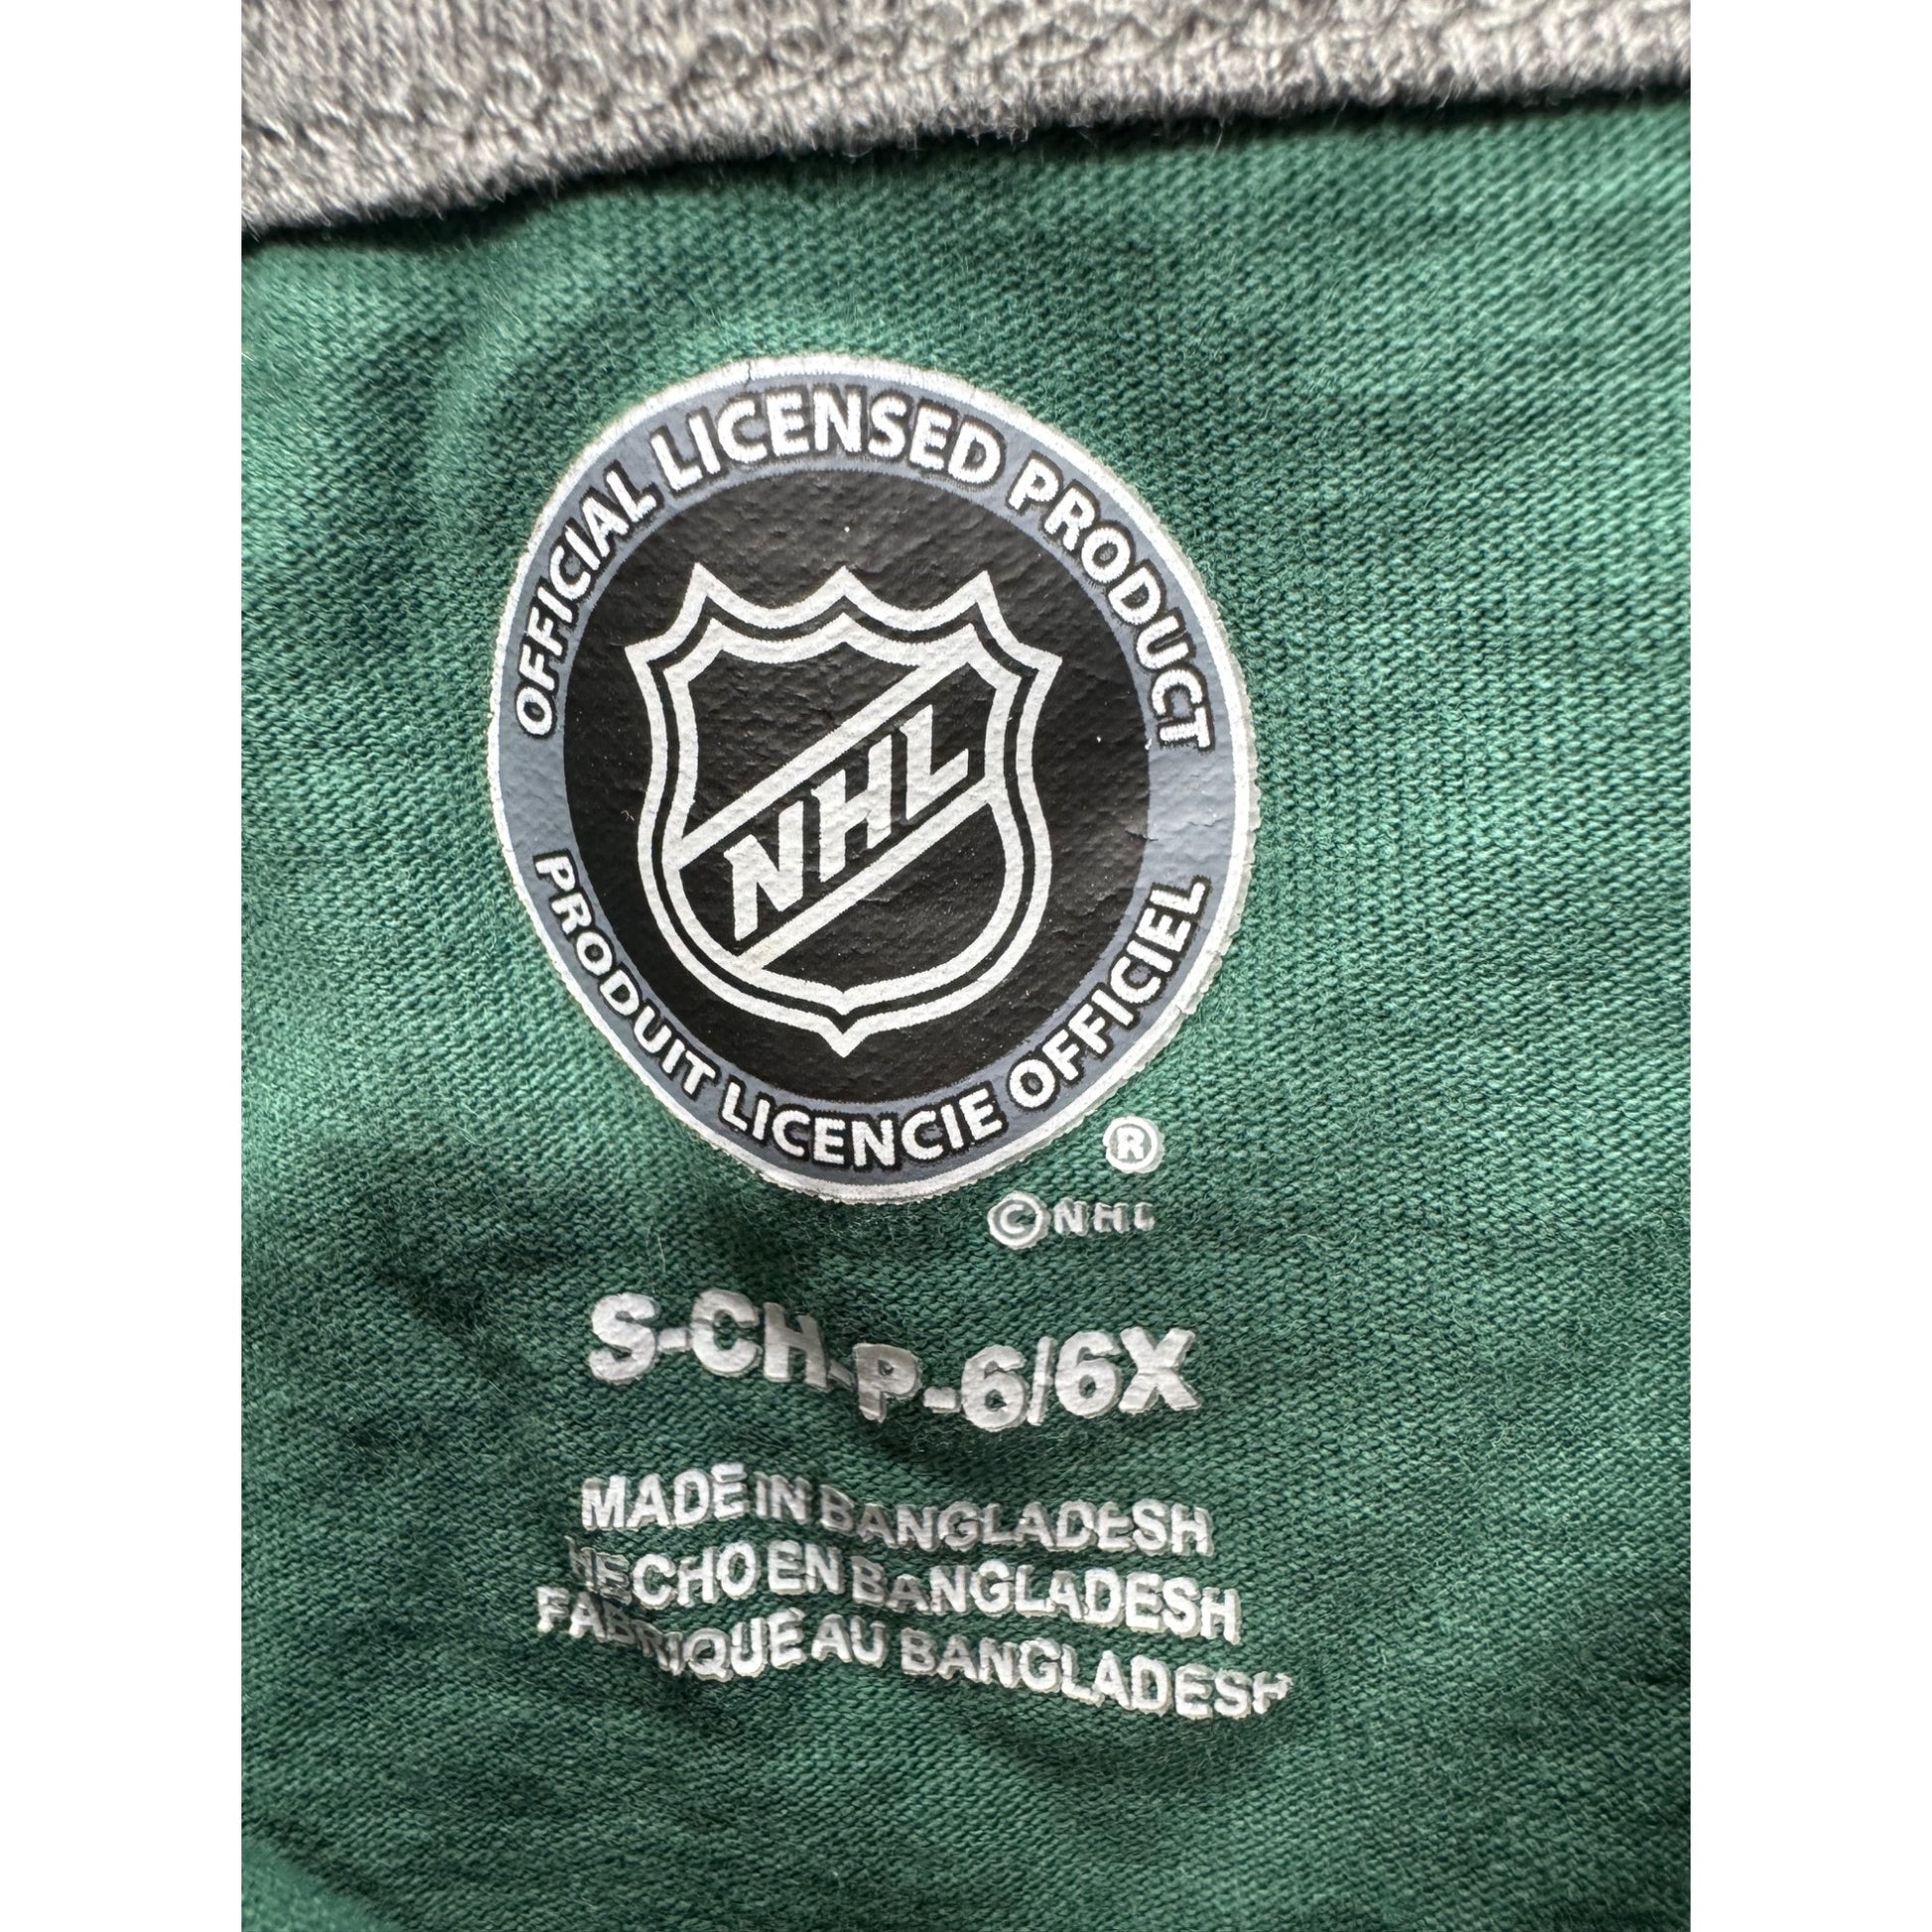 OFFICIAL LICENSED PRODUCT
NHL
PRODUIT LICENCIE OFFICIEL
®
©NHL
S-CH-P-6/6X
MADE IN BANGLADESH
HECHO EN BANGLADESH
FABRIQUE AU BANGLADESH